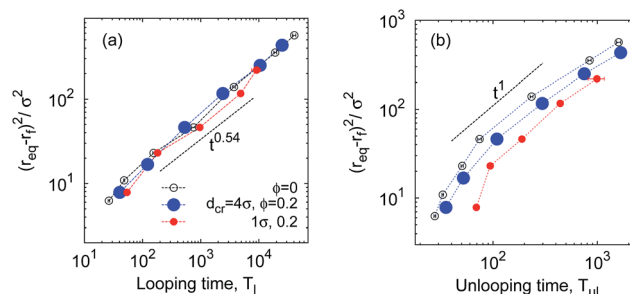 (a)
(r_eq-r_f)^2/ σ^2
10^2
10^1
t^0.54
ϕ=0
d_cr=4σ, ϕ=0.2
1σ, 0.2
10^1 10^2 10^3 10^4
Looping time, T_l
(b)
(r_eq-r_f)^2/ σ^2
10^3
10^2
10^1
t^1
10^2 10^3
Unlooping time, T_ul